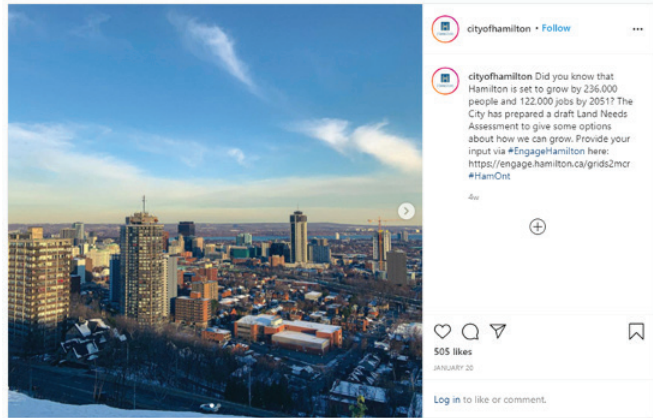 cityofhamilton • Follow
cityofhamilton Did you know that
Hamilton is set to grow by 236,000
people and 122,000 jobs by 2051? The
City has prepared a draft Land Needs
Assessment to give some options
about how we can grow. Provide your
input via #EngageHamilton here:
https://engage.hamilton.ca/grids2mcr
#HamOnt
4w
505 likes
JANUARY 20
Log in to like or comment.